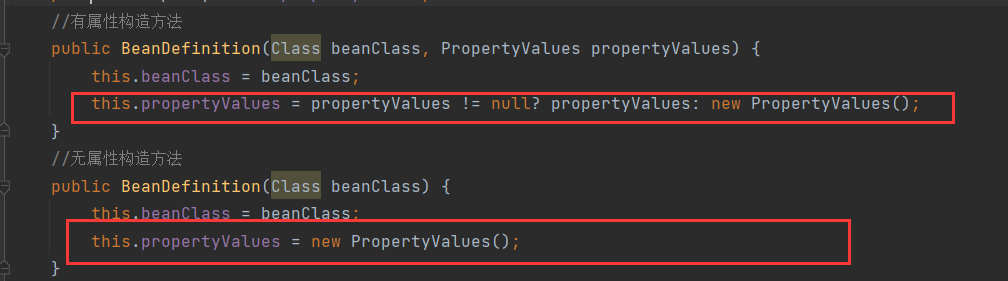 //有属性构造方法
public BeanDefinition(Class beanClass, PropertyValues propertyValues) {
this.beanClass = beanClass;
this.propertyValues = propertyValues != null? propertyValues: new PropertyValues();
}
//无属性构造方法
public BeanDefinition(Class beanClass) {
this.beanClass = beanClass;
this.propertyValues = new PropertyValues();
}